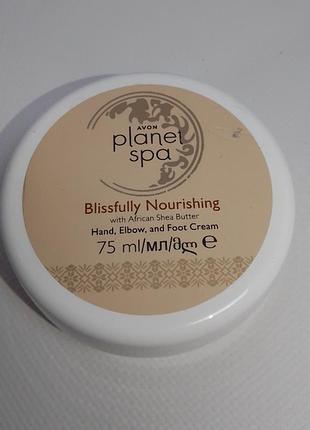 AVON
planet
spa
Blissfully Nourishing
with African Shea Butter
Hand, Elbow, and Foot Cream
75 ml/мл/მლ ℮